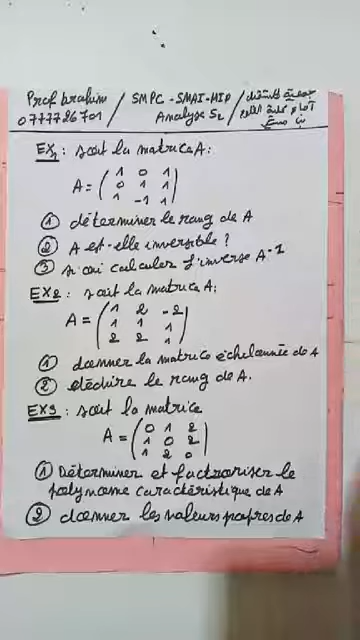 Prof brahim / SMPC-SMAI-MIP /
0777726701 Analyse S2
EX1: soit la matrice A:
A = ( 1 0 1
0 1 1
1 -1 1 )
① déterminer le rang de A
② A est-elle inversible ?
③ si oui calculer l'inverse A-1
EX2: soit la matrice A:
A = ( 1 2 -2
1 1 1
2 2 1 )
① donner la matrice échelonnée de A
② déduire le rang de A.
EX3: soit la matrice
A = ( 0 1 2
1 0 2
1 2 0 )
① Déterminer et factoriser le
polynome caractéristique de A
② donner les valeurs propres de A